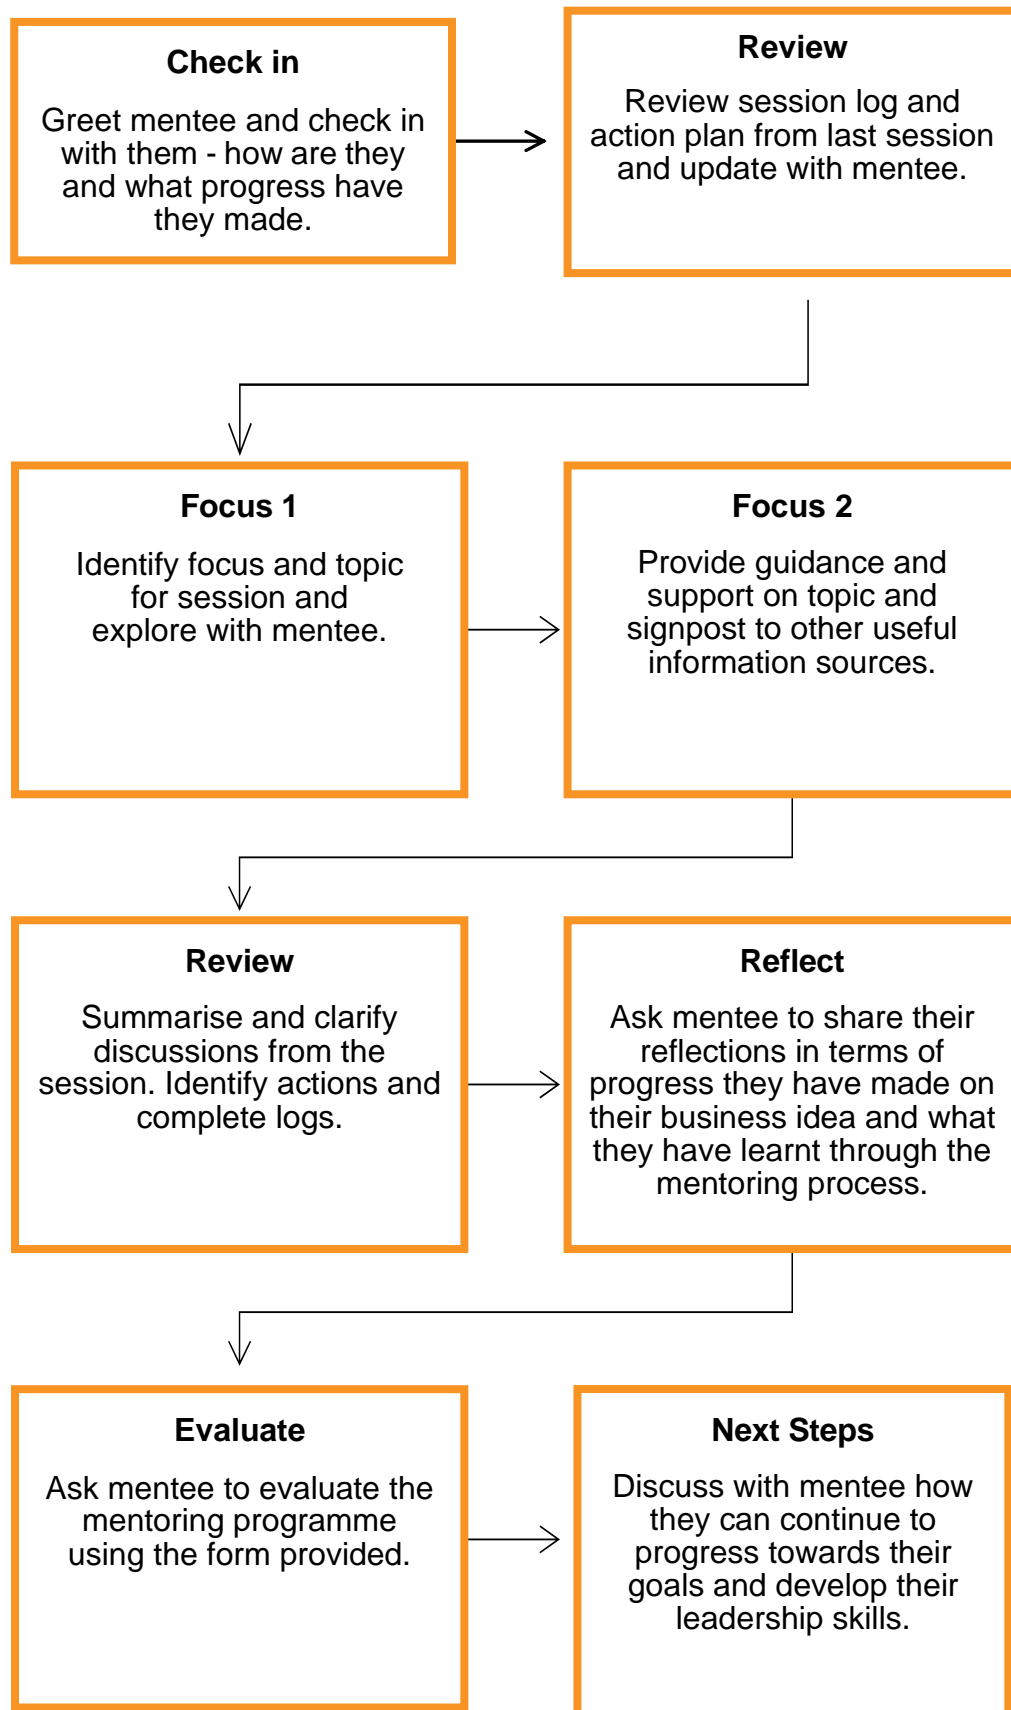 Check in
Greet mentee and check in
with them - how are they
and what progress have
they made.
Review
Review session log and
action plan from last session
and update with mentee.
Focus 1
Identify focus and topic
for session and
explore with mentee.
Focus 2
Provide guidance and
support on topic and
signpost to other useful
information sources.
Review
Summarise and clarify
discussions from the
session. Identify actions and
complete logs.
Reflect
Ask mentee to share their
reflections in terms of
progress they have made on
their business idea and what
they have learnt through the
mentoring process.
Evaluate
Ask mentee to evaluate the
mentoring programme
using the form provided.
Next Steps
Discuss with mentee how
they can continue to
progress towards their
goals and develop their
leadership skills.